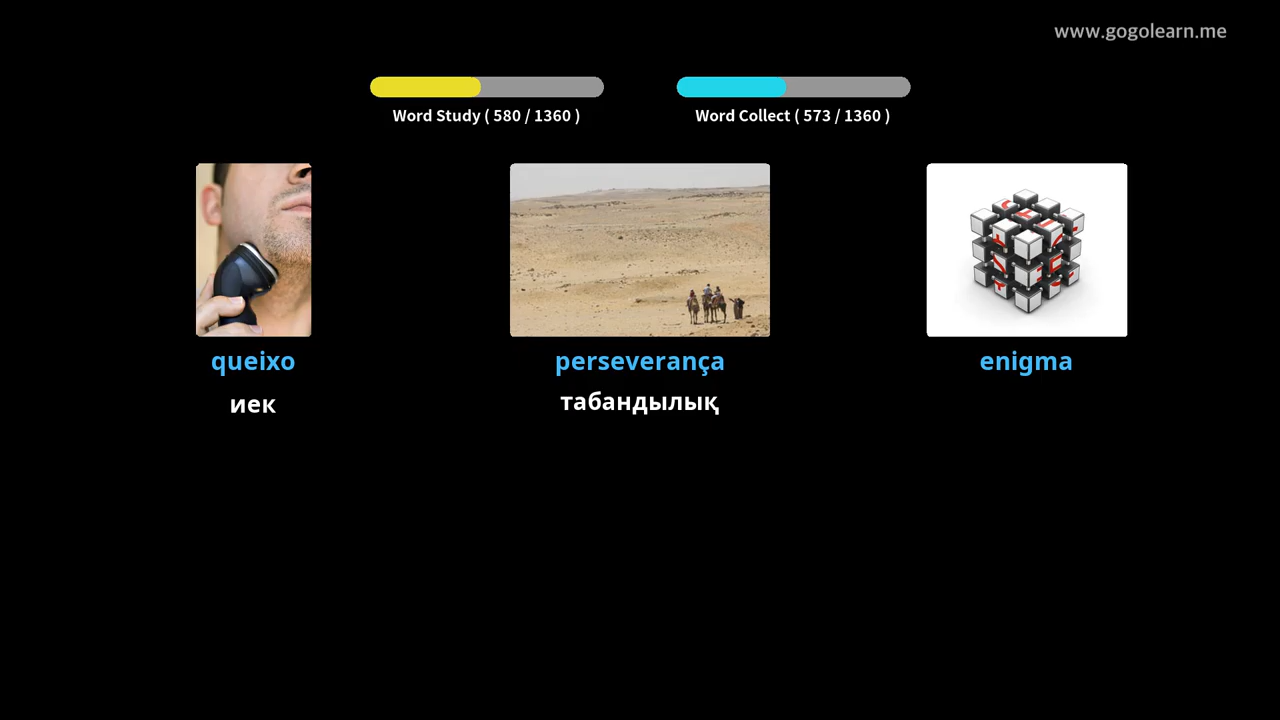 www.gogolearn.me
Word Study ( 580 / 1360 )
Word Collect ( 573 / 1360 )
queixo
perseverança
enigma
иек
табандылық